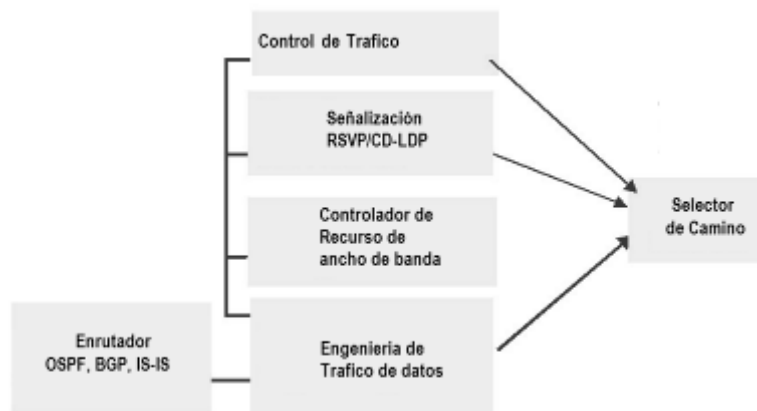 Control de Trafico
Señalización
RSVP/CD-LDP
Controlador de
Recurso de
ancho de banda
Selector
de Camino
Enrutador
OSPF, BGP, IS-IS
Engenieria de
Trafico de datos